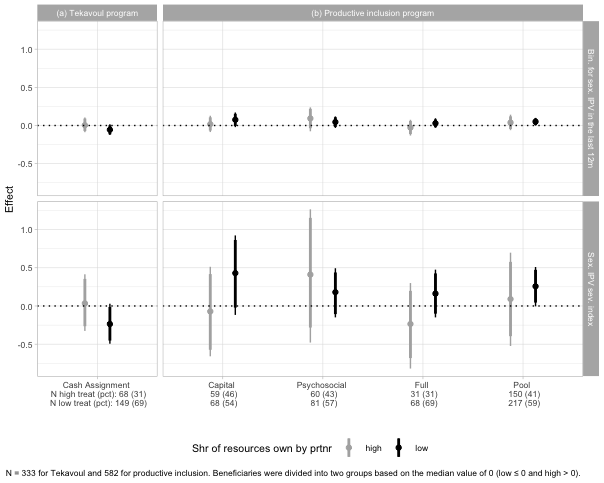 (a) Tekavoul program
(b) Productive inclusion program
1.0
0.5
0.0
-0.5
Bin. for sex. IPV in the last 12m
1.0
0.5
0.0
-0.5
Sex. IPV sev. index
Effect
Cash Assignment
N high treat (pct): 68 (31)
N low treat (pct): 149 (69)
Capital
59 (46)
68 (54)
Psychosocial
60 (43)
81 (57)
Full
31 (31)
68 (69)
Pool
150 (41)
217 (59)
Shr of resources own by prtnr high low
N = 333 for Tekavoul and 582 for productive inclusion. Beneficiaries were divided into two groups based on the median value of 0 (low ≤ 0 and high > 0).